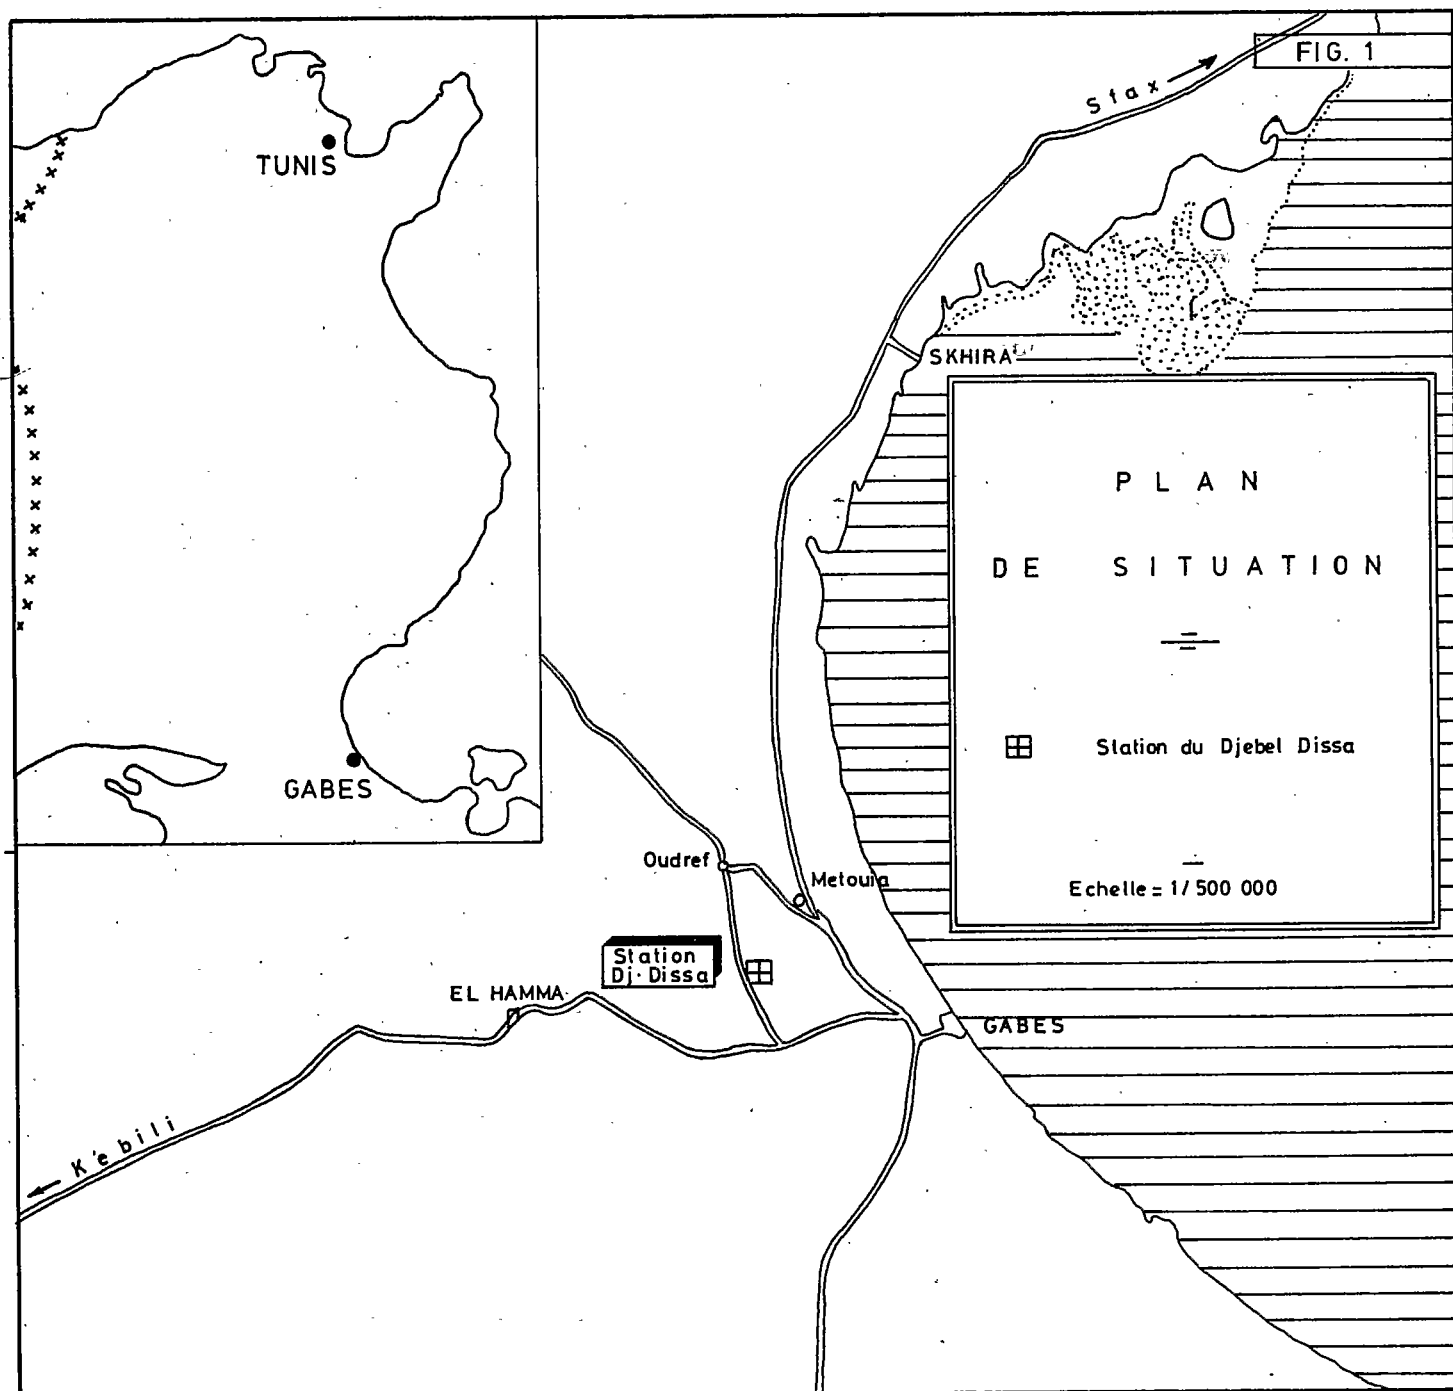 FIG. 1
Sfax
TUNIS
SKHIRA
PLAN
DE SITUATION
Station du Djebel Dissa
Echelle = 1/500 000
GABES
Oudref
Metouia
Station
Dj. Dissa
EL HAMMA
GABES
Kébili